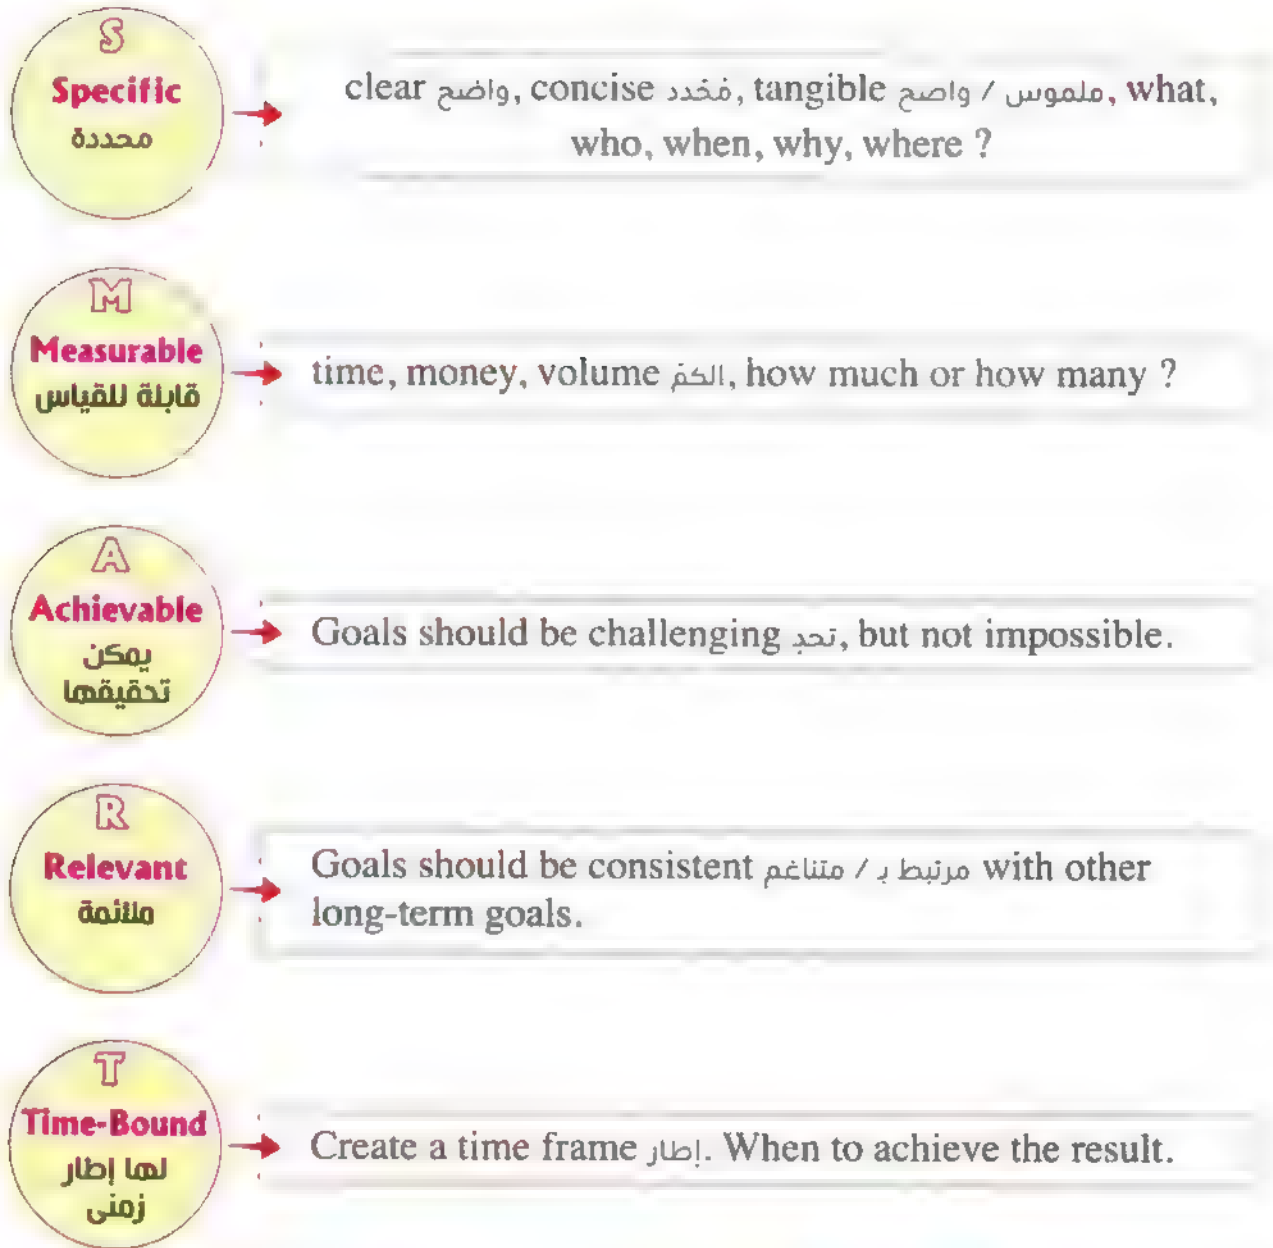 S
Specific
محددة
clear واضح, concise مُحدد, tangible ملموس / واضح, what,
who, when, why, where ?
M
Measurable
قابلة للقياس
time, money, volume الكمّ, how much or how many ?
A
Achievable
يمكن
تحقيقها
Goals should be challenging تحدٍ, but not impossible.
R
Relevant
ملائمة
Goals should be consistent مرتبط بـ / متناغم with other
long-term goals.
T
Time-Bound
لها إطار
زمنى
Create a time frame إطار. When to achieve the result.